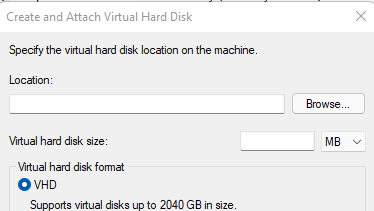 Create and Attach Virtual Hard Disk
Specify the virtual hard disk location on the machine.
Location:
Browse...
Virtual hard disk size:
MB
Virtual hard disk format
VHD
Supports virtual disks up to 2040 GB in size.